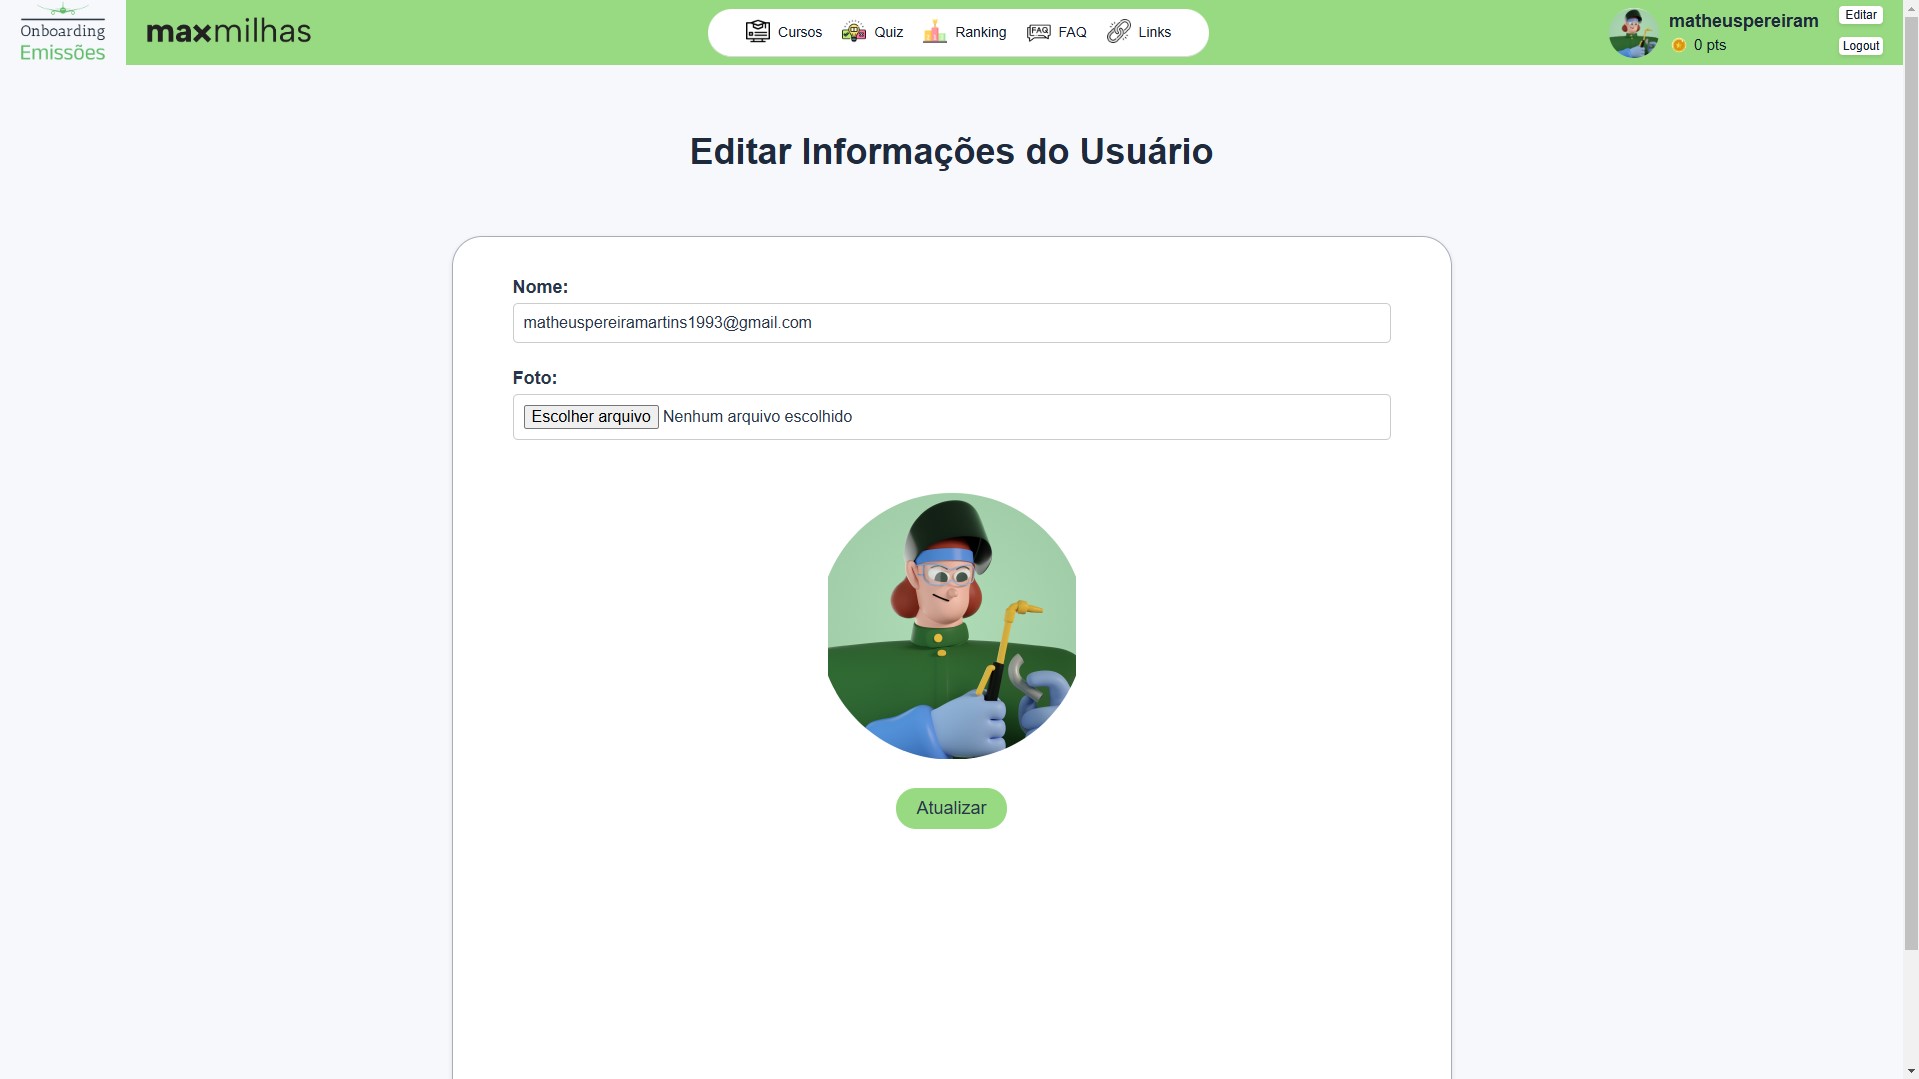 Onboarding
Emissões
maxmilhas
Cursos
Quiz
Ranking
FAQ
FAQ
Links
matheuspereiram
0 pts
Editar
Logout
Editar Informações do Usuário
Nome:
matheuspereiramartins1993@gmail.com
Foto:
Escolher arquivo Nenhum arquivo escolhido
Atualizar